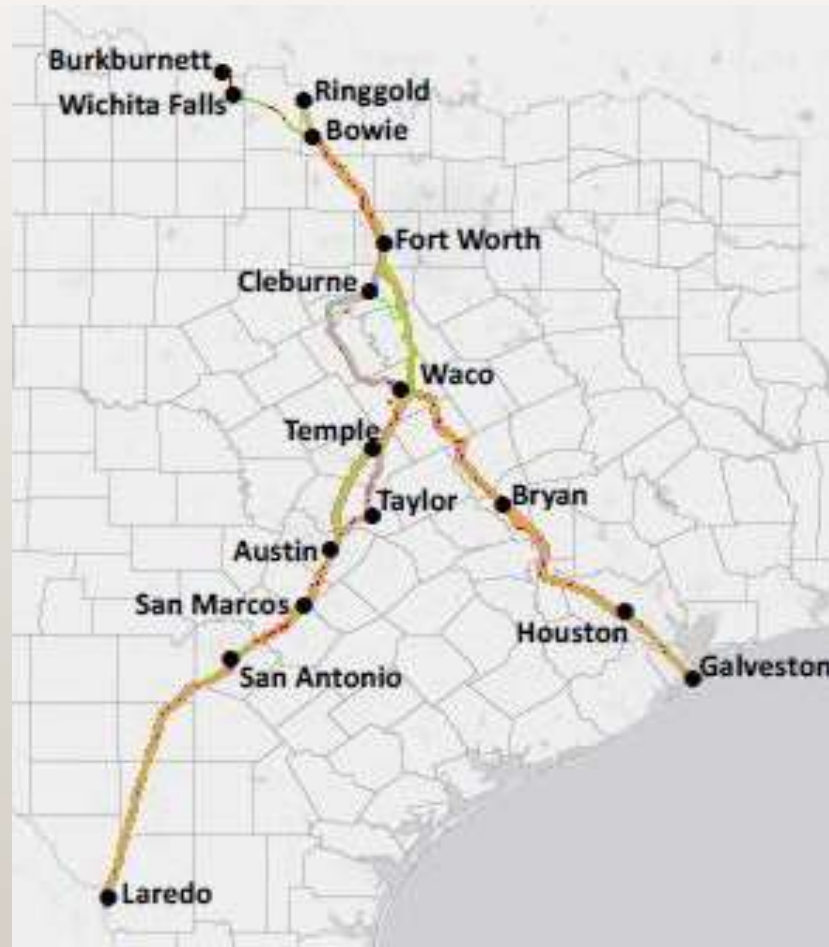 Burkburnett
Wichita Falls
Ringgold
Bowie
Fort Worth
Cleburne
Waco
Temple
Taylor
Bryan
Austin
San Marcos
Houston
San Antonio
Galveston
Laredo